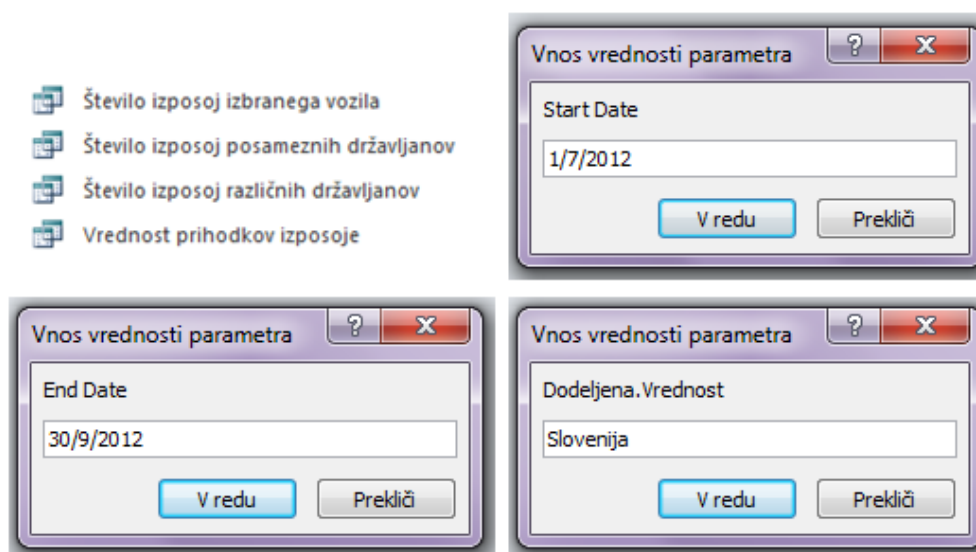 Število izposoj izbranega vozila
Število izposoj posameznih državljanov
Število izposoj različnih državljanov
Vrednost prihodkov izposoje
Vnos vrednosti parametra
Start Date
1/7/2012
V redu
Prekliči
Vnos vrednosti parametra
End Date
30/9/2012
V redu
Prekliči
Vnos vrednosti parametra
Dodeljena.Vrednost
Slovenija
V redu
Prekliči